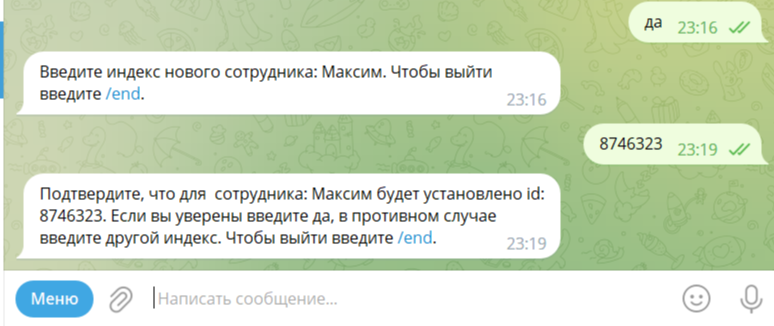 да 23:16
Введите индекс нового сотрудника: Максим. Чтобы выйти
введите /end.
23:16
8746323 23:19
Подтвердите, что для  сотрудника: Максим будет установлено id:
8746323. Если вы уверены введите да, в противном случае
введите другой индекс. Чтобы выйти введите /end.
23:19
Меню Написать сообщение...